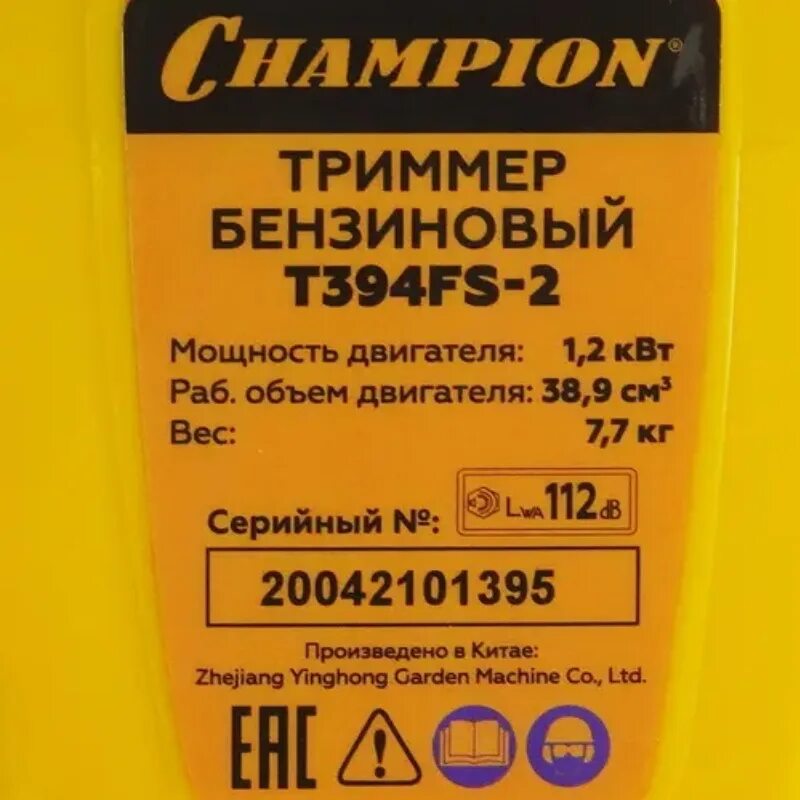 CHAMPION®
ТРИММЕР
БЕНЗИНОВЫЙ
T394FS-2
Мощность двигателя: 1,2 кВт
Раб. объем двигателя: 38,9 см³
Вес: 7,7 кг
Серийный №: LWA 112 dB
20042101395
Произведено в Китае:
Zhejiang Yinghong Garden Machine Co., Ltd.
EAC